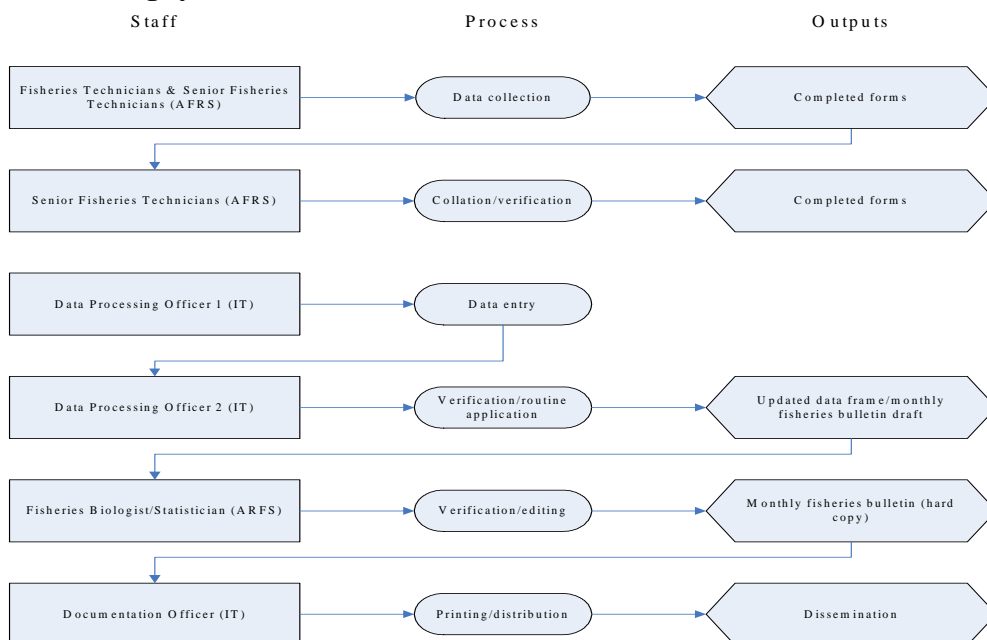 Staff Process Outputs
Fisheries Technicians & Senior Fisheries
Technicians (AFRS)
Data collection
Completed forms
Senior Fisheries Technicians (AFRS)
Collation/verification
Completed forms
Data Processing Officer 1 (IT)
Data entry
Data Processing Officer 2 (IT)
Verification/routine
application
Updated data frame/monthly
fisheries bulletin draft
Fisheries Biologist/Statistician (ARFS)
Verification/editing
Monthly fisheries bulletin (hard
copy)
Documentation Officer (IT)
Printing/distribution
Dissemination